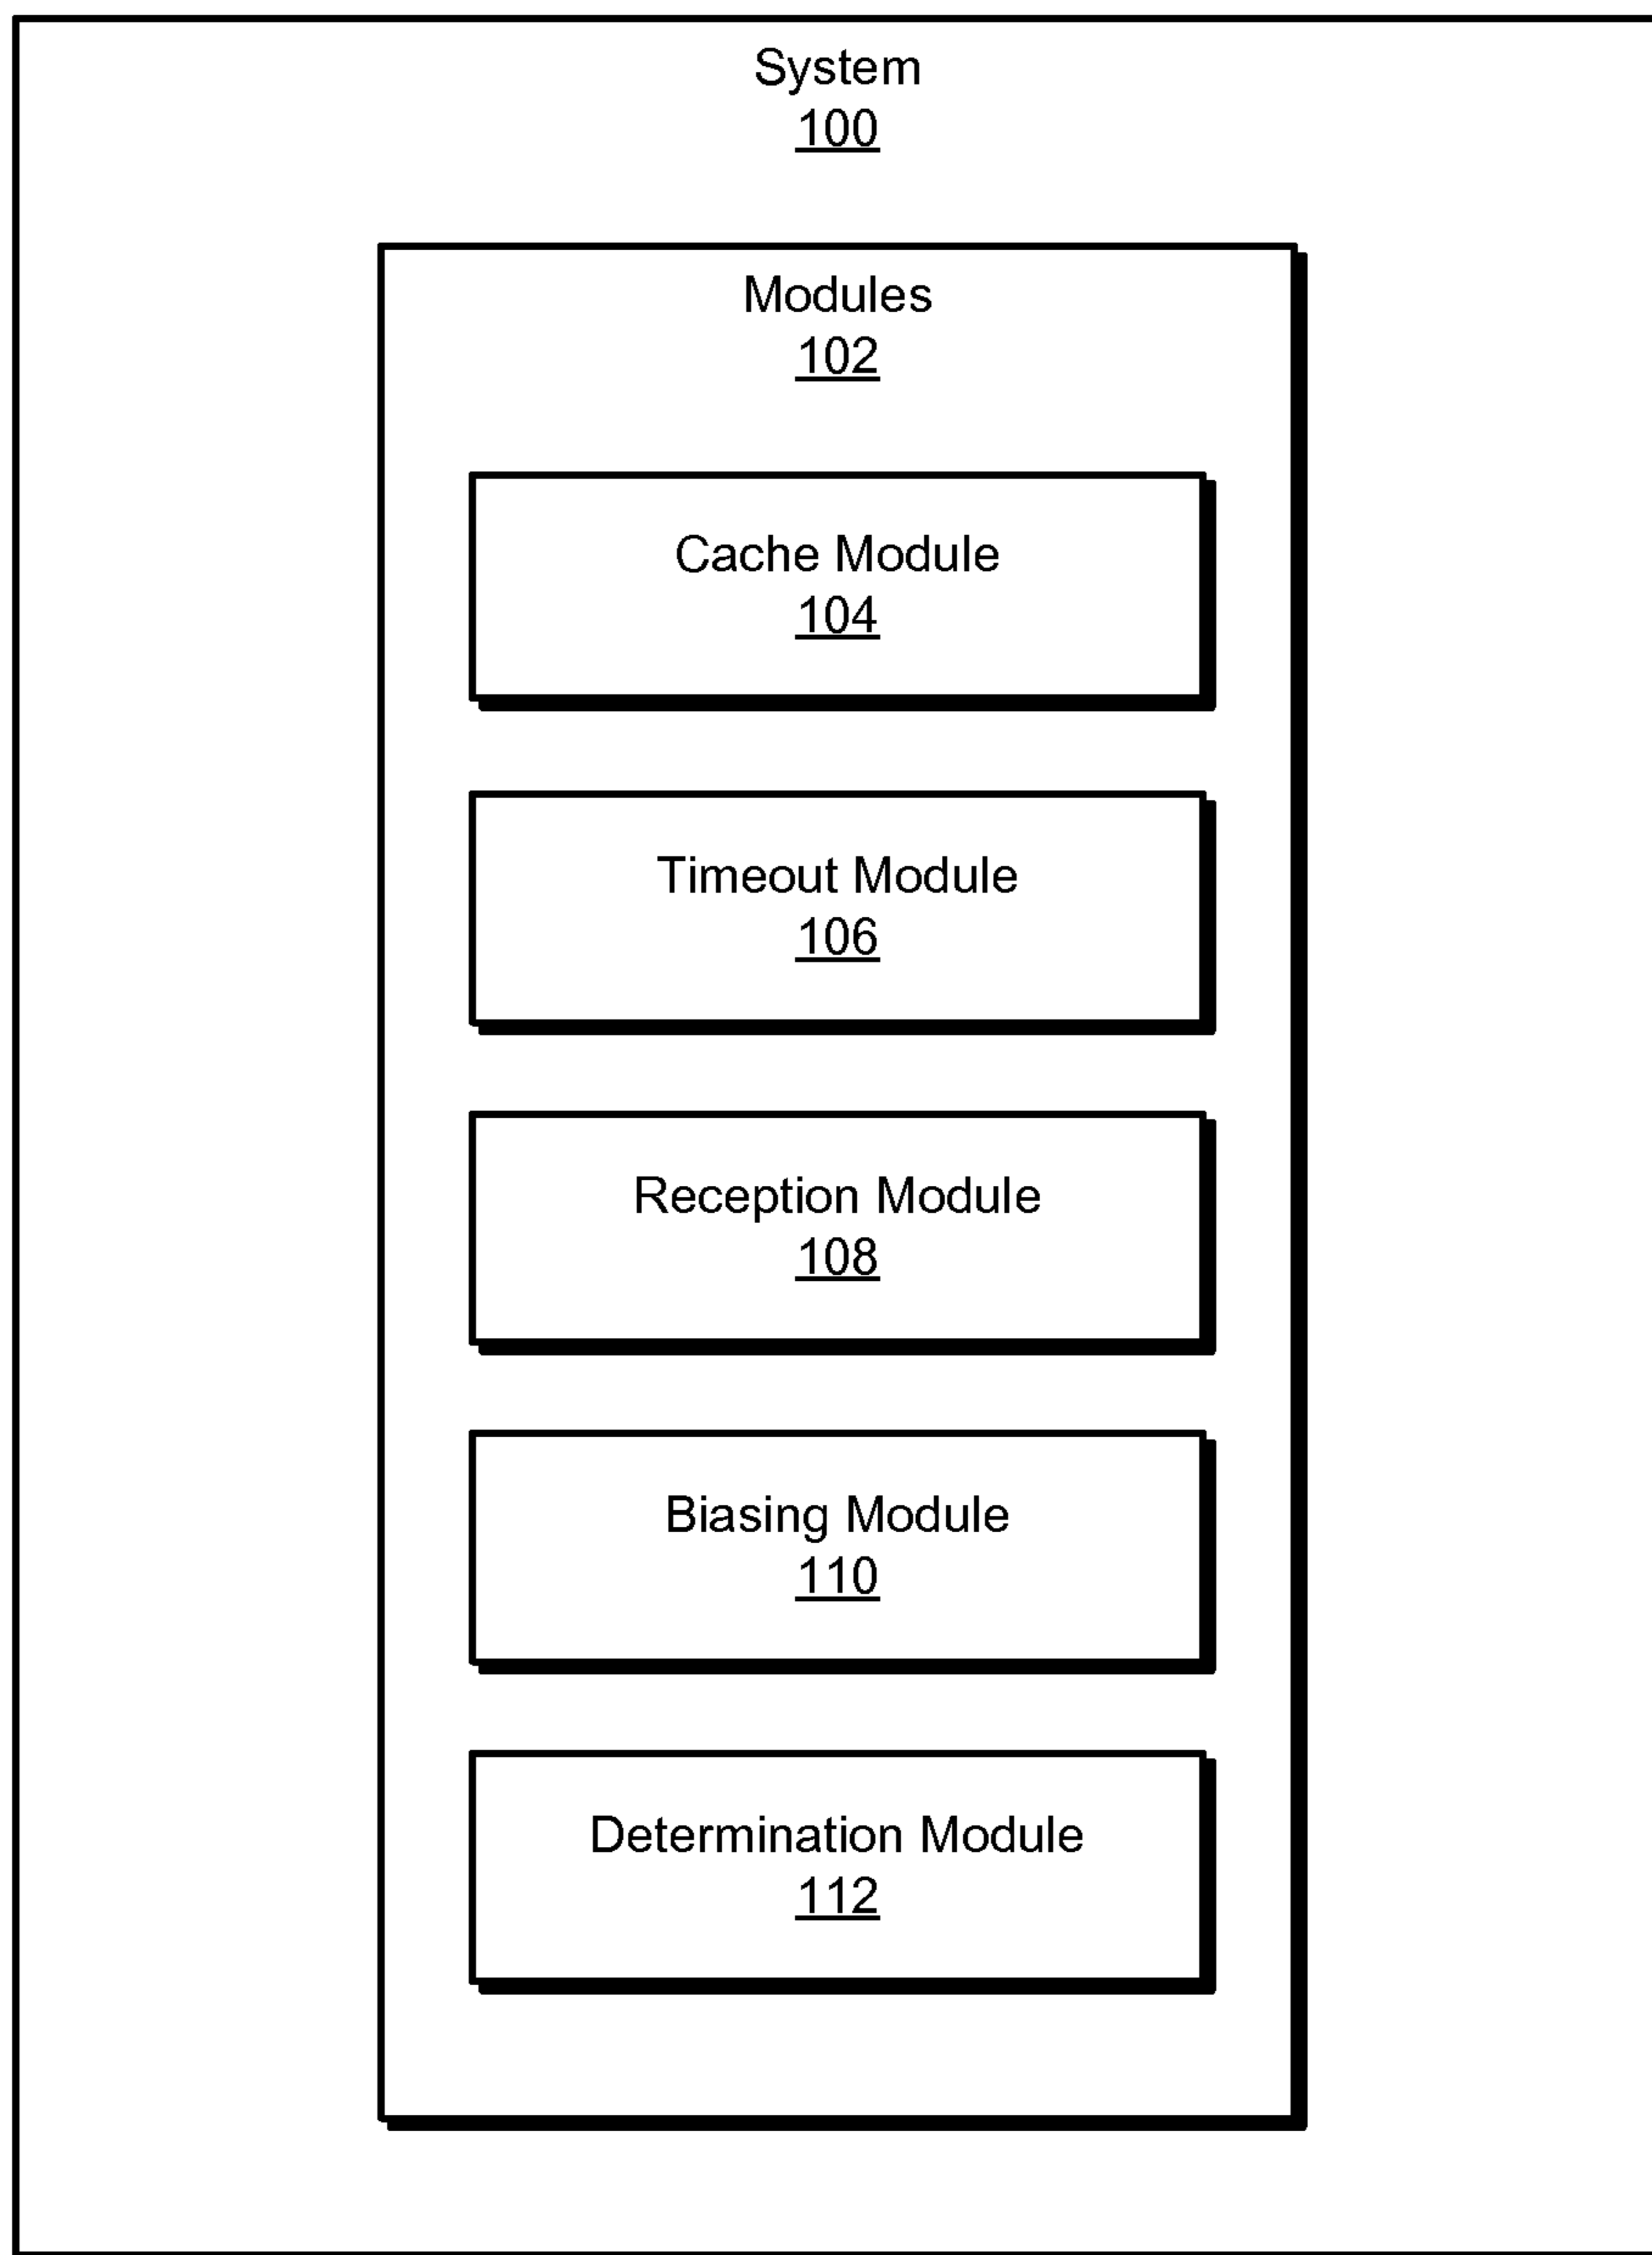 System
100
Modules
102
Cache Module
104
Timeout Module
106
Reception Module
108
Biasing Module
110
Determination Module
112